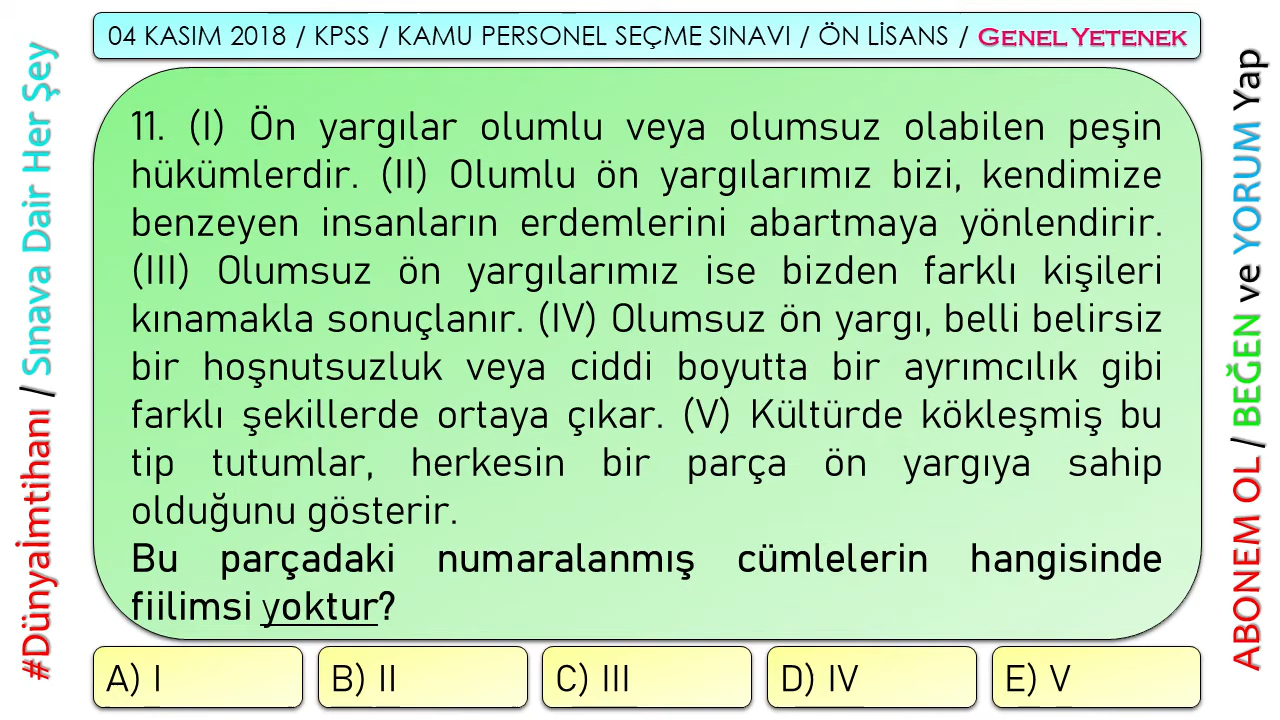 04 KASIM 2018 / KPSS / KAMU PERSONEL SEÇME SINAVI / ÖN LİSANS / GENEL YETENEK
#Dünyaİmtihanı / Sınava Dair Her Şey
11. (I) Ön yargılar olumlu veya olumsuz olabilen peşin
hükümlerdir. (II) Olumlu ön yargılarımız bizi, kendimize
benzeyen insanların erdemlerini abartmaya yönlendirir.
(III) Olumsuz ön yargılarımız ise bizden farklı kişileri
kınamakla sonuçlanır. (IV) Olumsuz ön yargı, belli belirsiz
bir hoşnutsuzluk veya ciddi boyutta bir ayrımcılık gibi
farklı şekillerde ortaya çıkar. (V) Kültürde kökleşmiş bu
tip tutumlar, herkesin bir parça ön yargıya sahip
olduğunu gösterir.
Bu parçadaki numaralanmış cümlelerin hangisinde
fiilimsi yoktur?
A) I
B) II
C) III
D) IV
E) V
ABONEM OL / BEĞEN ve YORUM Yap